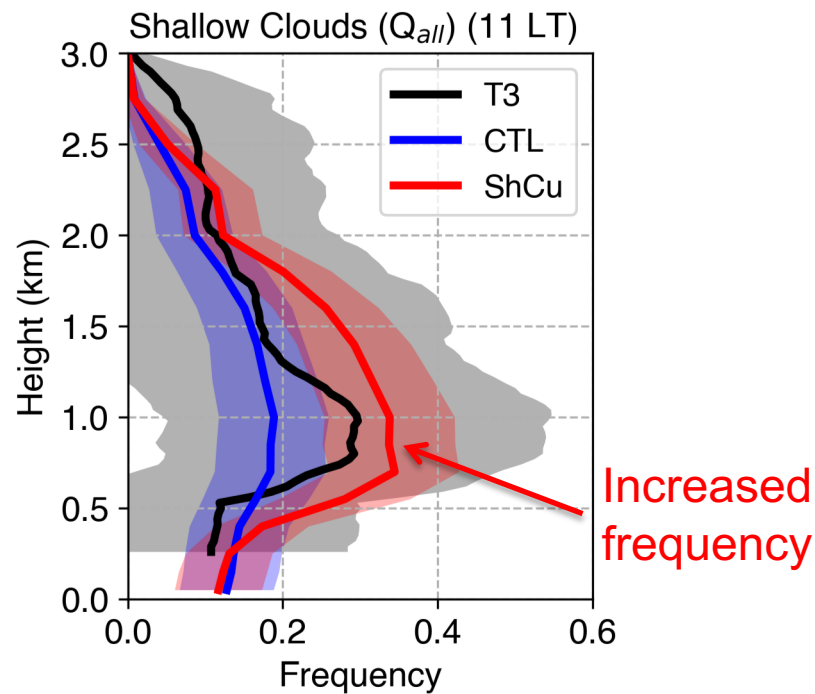 Shallow Clouds (Q_all) (11 LT)
3.0
T3
CTL
ShCu
2.5
2.0
Height (km)
1.5
1.0
0.5
0.0
Increased
frequency
0.0 0.2 0.4 0.6
Frequency